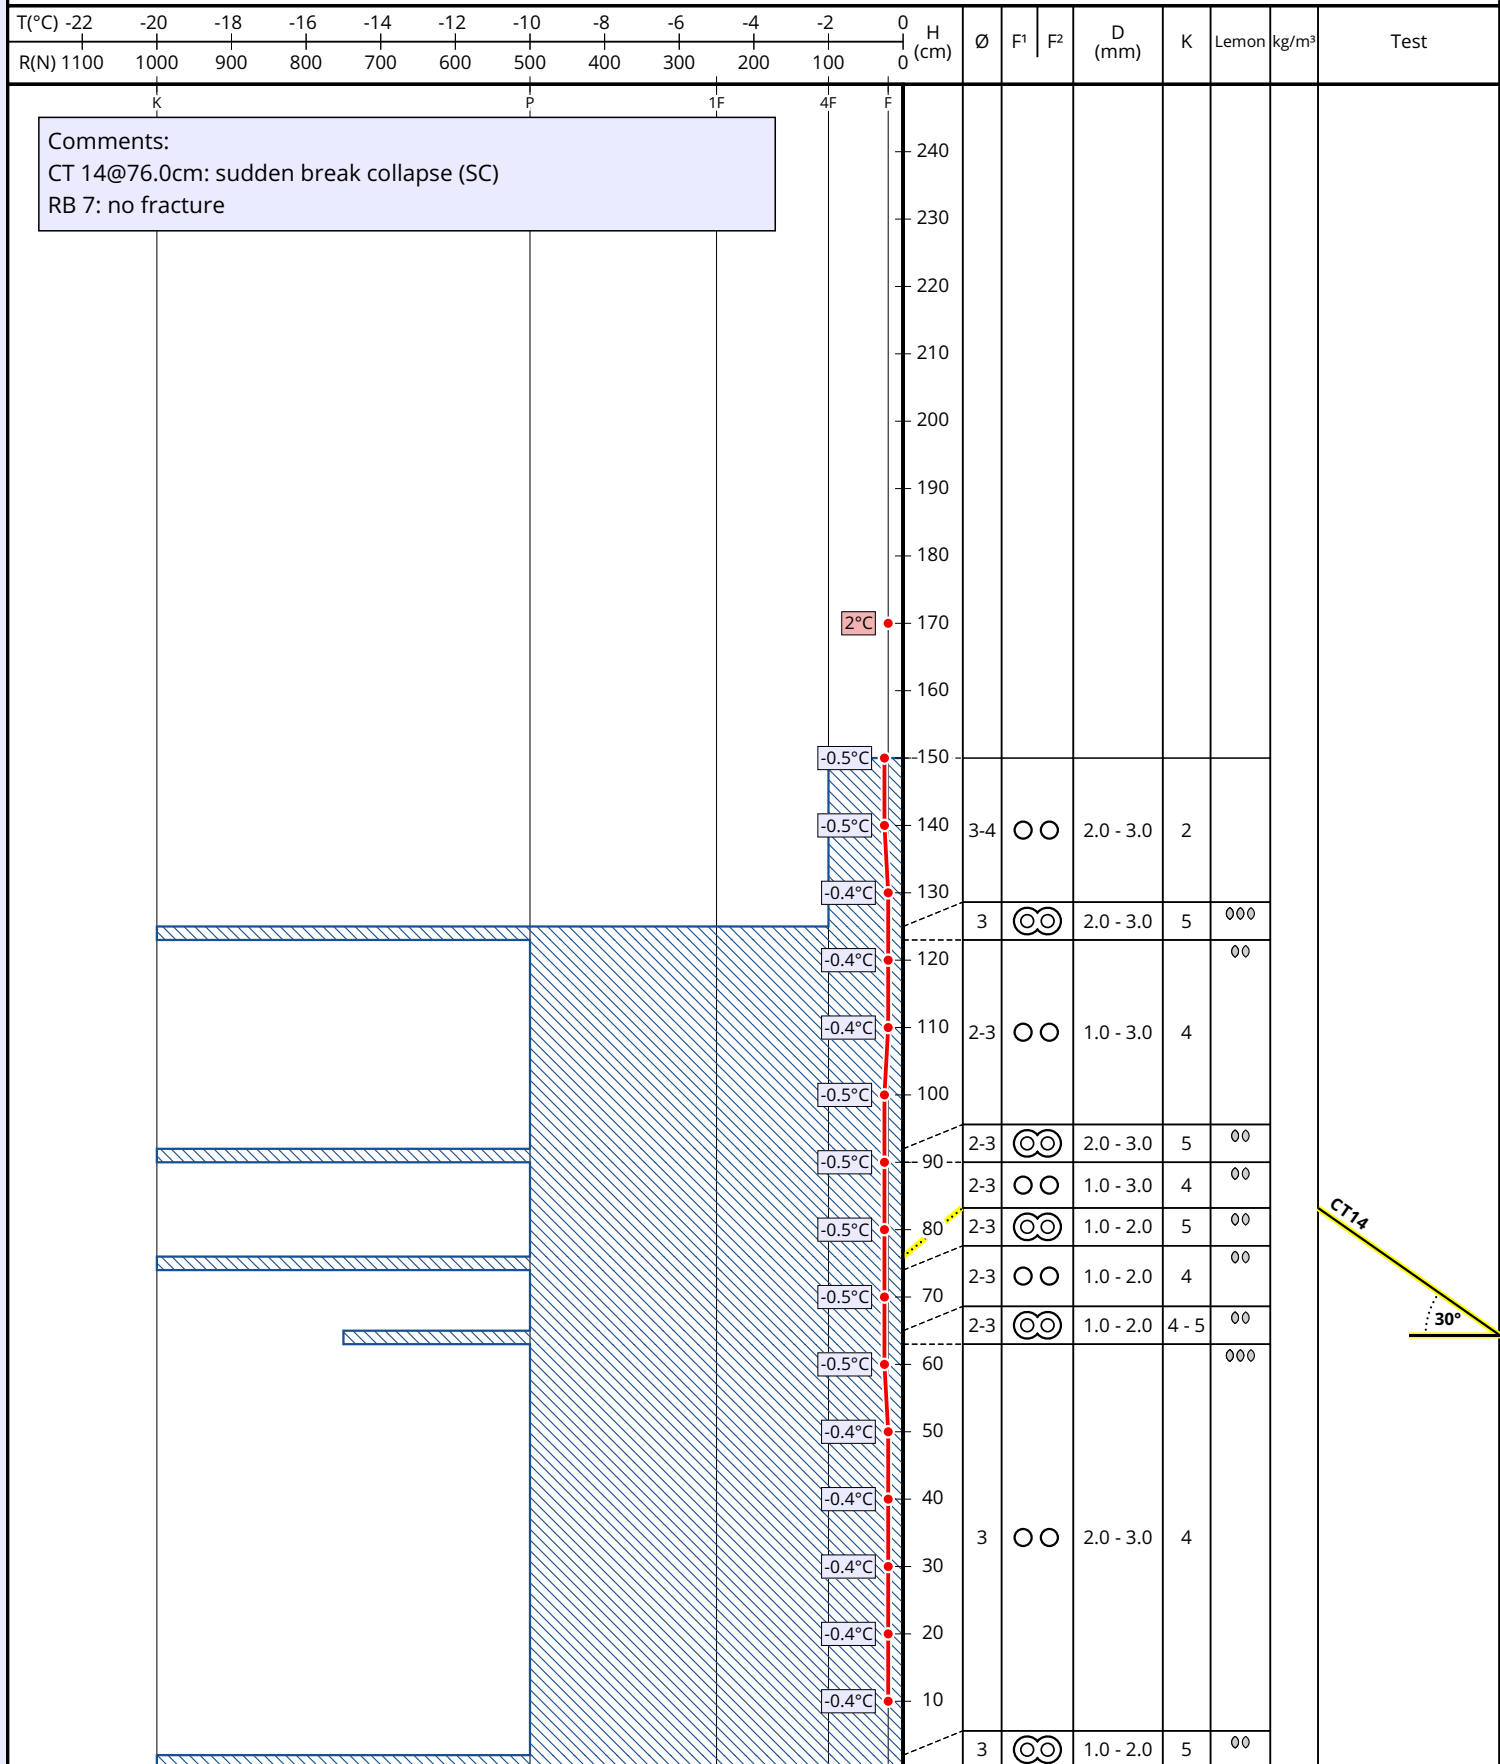 T(°C) -22 -20 -18 -16 -14 -12 -10 -8 -6 -4 -2 0
R(N) 1100 1000 900 800 700 600 500 400 300 200 100 0
H (cm) Ø F¹ F² D (mm) K Lemon kg/m³ Test
K P 1F 4F F
Comments:
CT 14@76.0cm: sudden break collapse (SC)
RB 7: no fracture
240
230
220
210
200
190
180
2°C 170
160
-0.5°C 150
-0.5°C 140 3-4 2.0 - 3.0 2
-0.4°C 130
3 2.0 - 3.0 5
-0.4°C 120
-0.4°C 110 2-3 1.0 - 3.0 4
-0.5°C 100
2-3 2.0 - 3.0 5
-0.5°C 90
2-3 1.0 - 3.0 4
CT14
-0.5°C 80 2-3 1.0 - 2.0 5
2-3 1.0 - 2.0 4
-0.5°C 70
2-3 1.0 - 2.0 4 - 5 30°
-0.5°C 60
-0.4°C 50
-0.4°C 40
3 2.0 - 3.0 4
-0.4°C 30
-0.4°C 20
-0.4°C 10
3 1.0 - 2.0 5